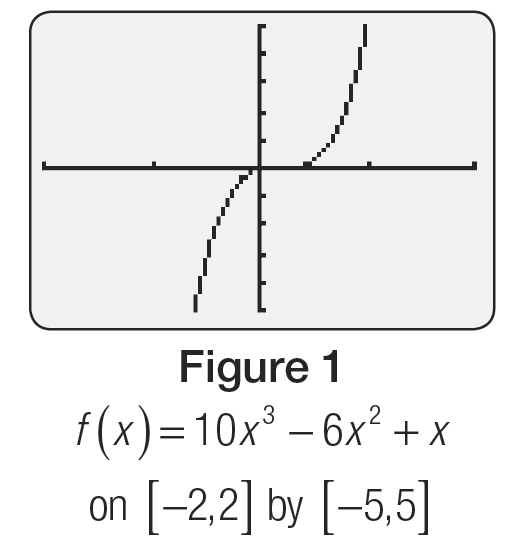 Figure 1
f(x) = 10x³ – 6x² + x
on [–2,2] by [–5,5]